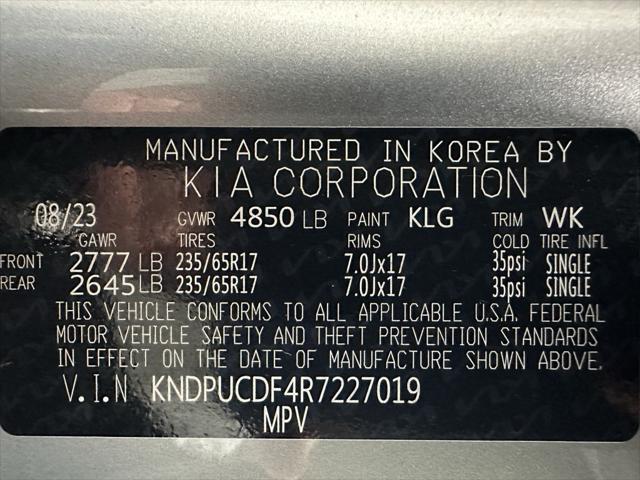 MANUFACTURED IN KOREA BY
KIA CORPORATION
08/23 GVWR 4850 LB PAINT KLG TRIM WK
GAWR TIRES RIMS COLD TIRE INFL
FRONT 2777 LB 235/65R17 7.0Jx17 35psi SINGLE
REAR 2645 LB 235/65R17 7.0Jx17 35psi SINGLE
THIS VEHICLE CONFORMS TO ALL APPLICABLE U.S.A. FEDERAL
MOTOR VEHICLE SAFETY AND THEFT PREVENTION STANDARDS
IN EFFECT ON THE DATE OF MANUFACTURE SHOWN ABOVE.
V.I.N KNDPUCDF4R7227019
MPV